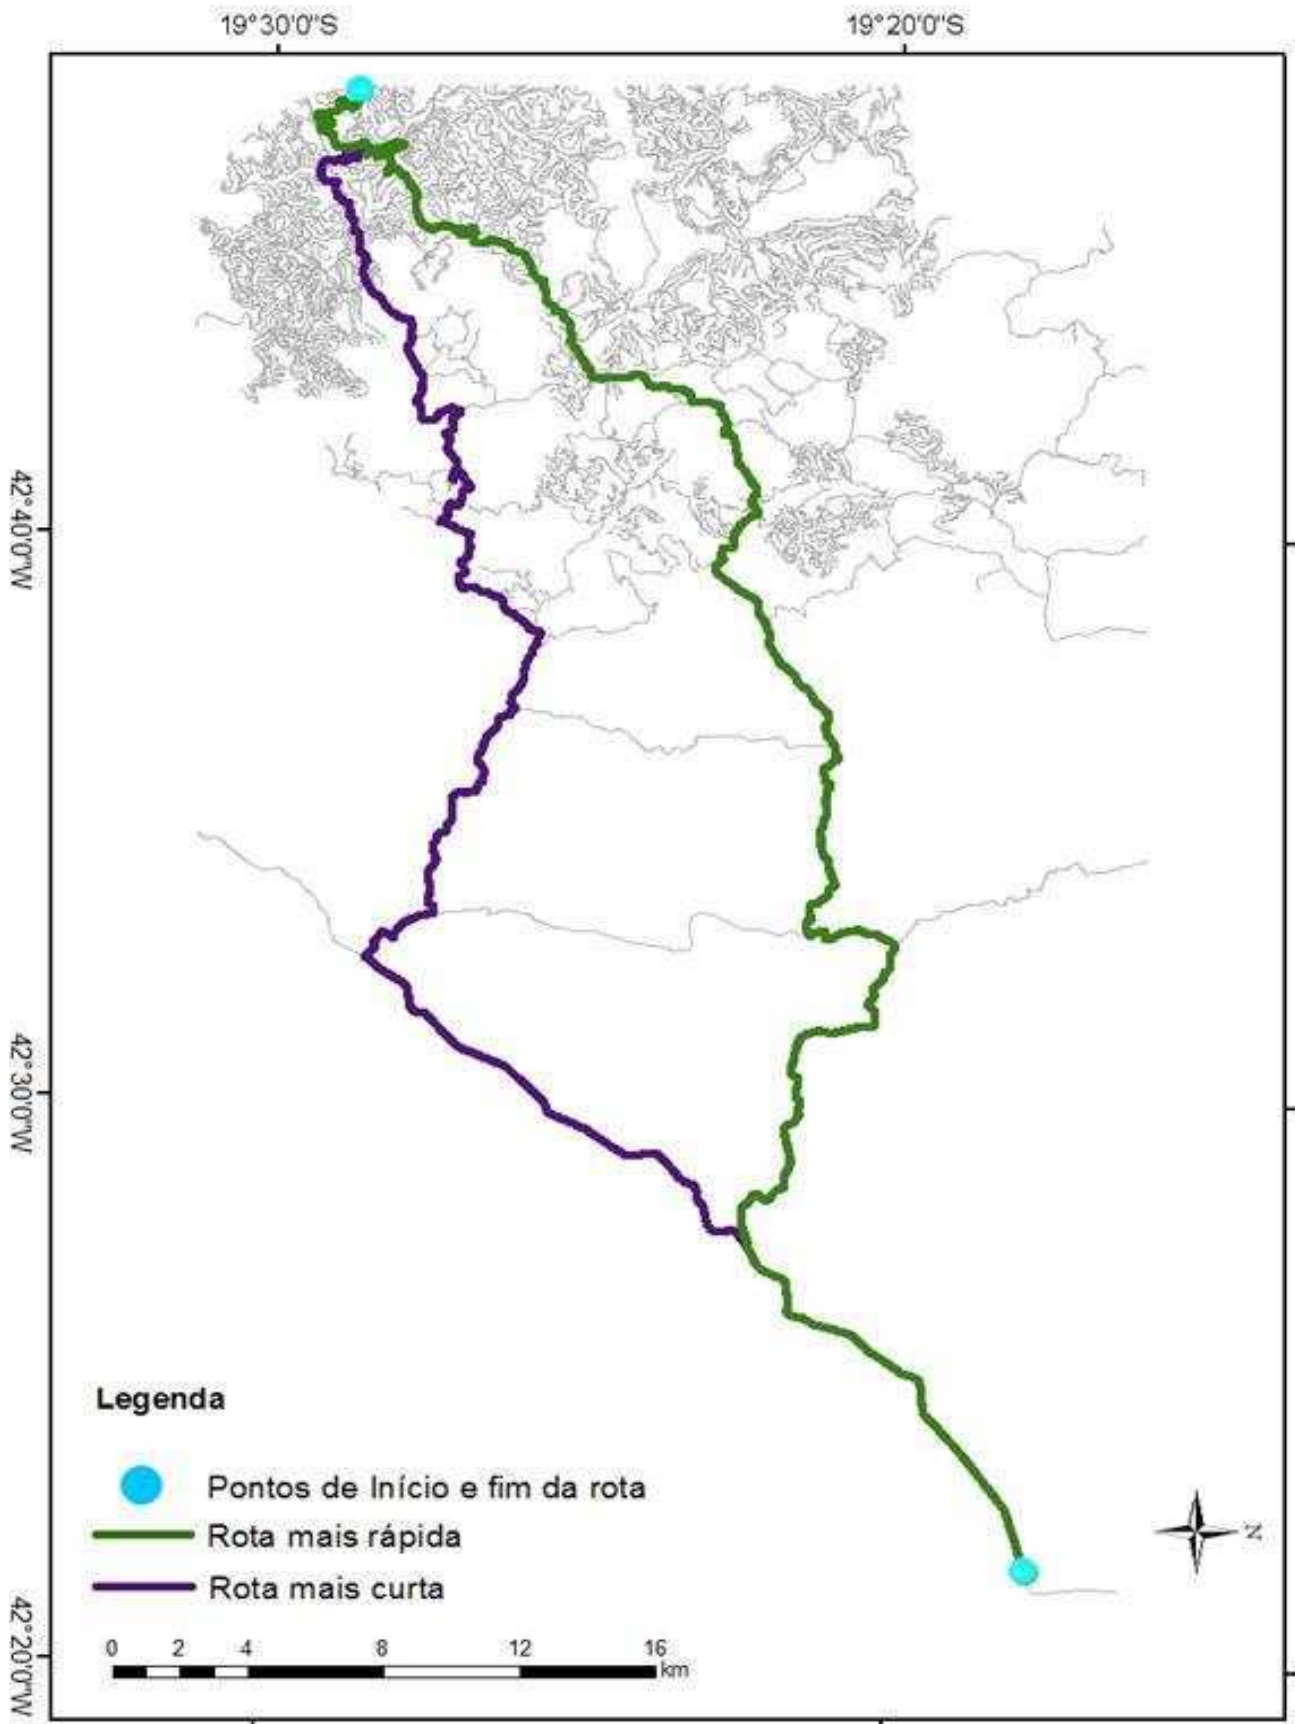 19°30'0"S
19°20'0"S
42°40'0"W
42°30'0"W
42°20'0"W
Legenda
Pontos de Início e fim da rota
Rota mais rápida
Rota mais curta
0 2 4 8 12 16
km
N